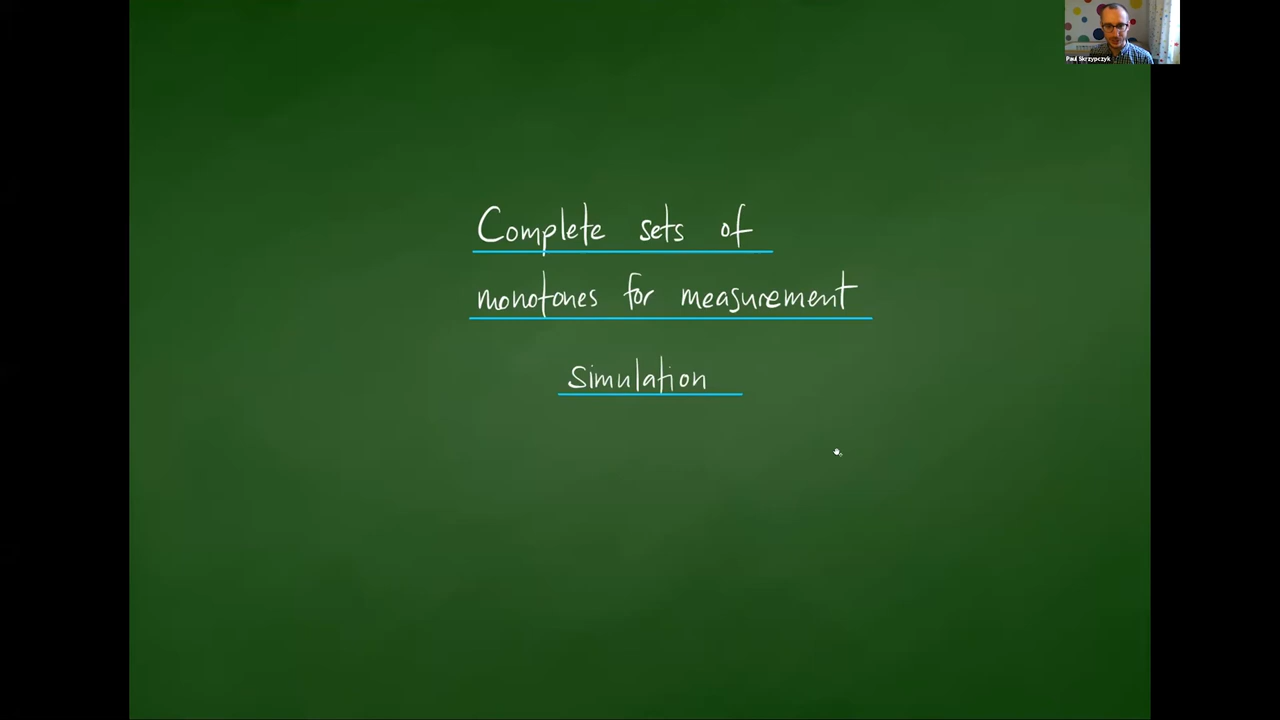 Paul Skrzypczyk
Complete sets of
monotones for measurement
simulation